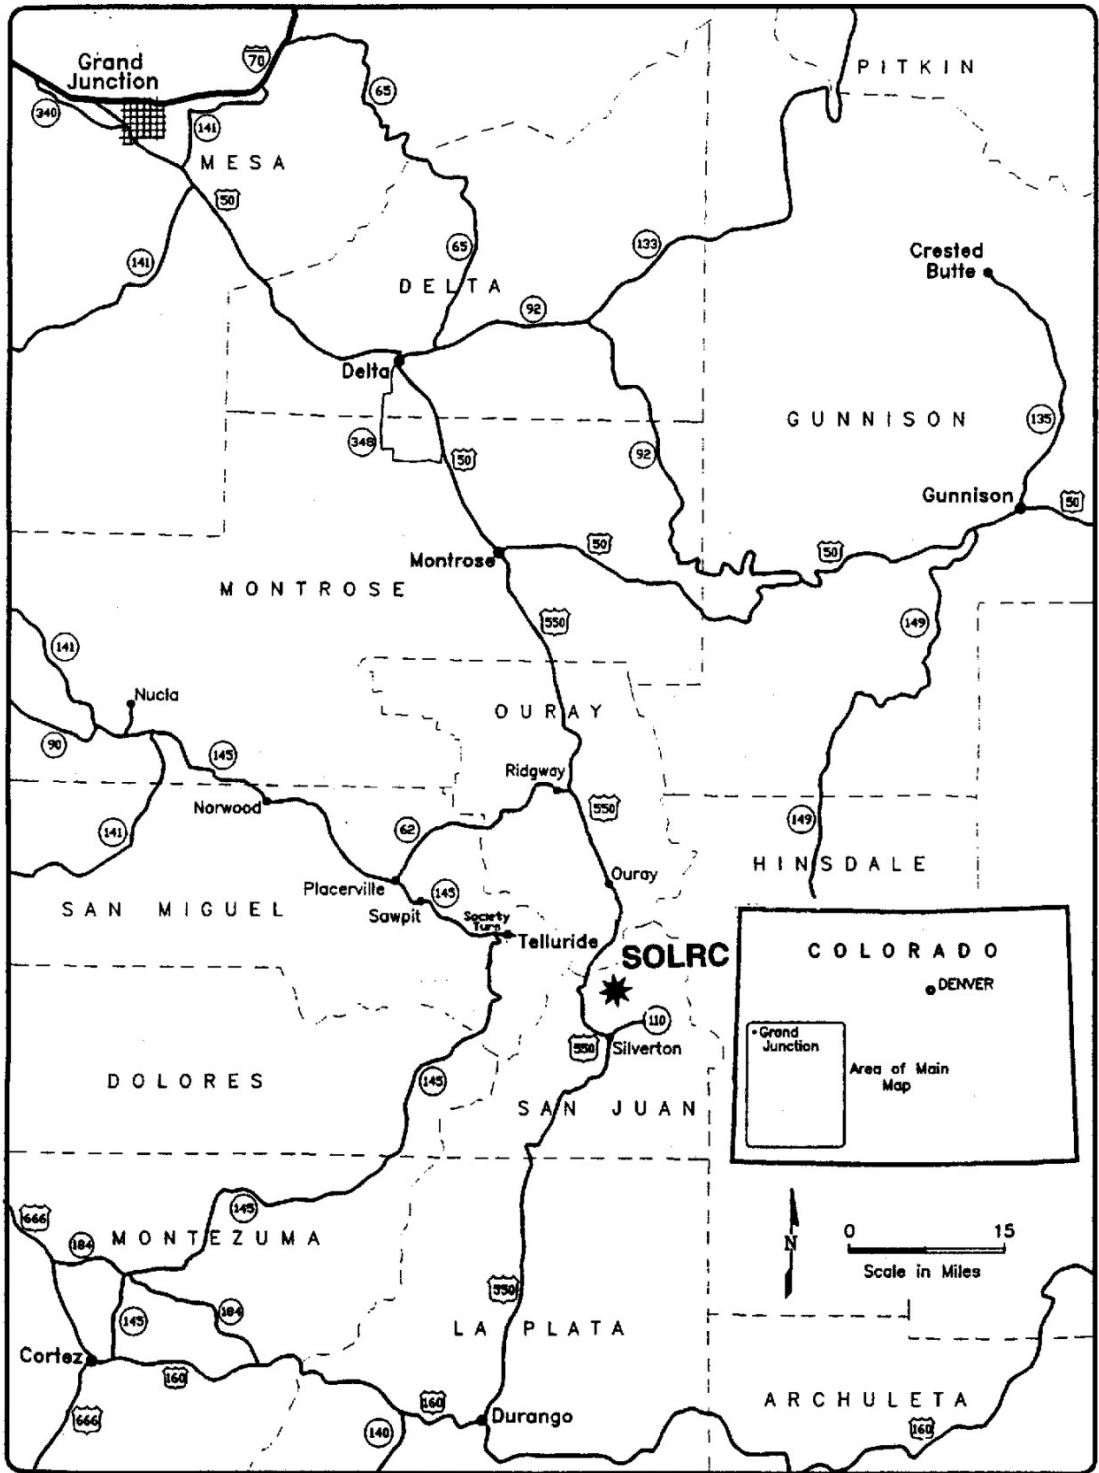 Grand
Junction
70
65
PITKIN
340
141
MESA
50
141
65
133
Crested
Butte
DELTA
92
Delta
GUNNISON
135
348
50
92
Gunnison
50
Montrose
50
50
MONTROSE
550
149
141
Nucla
OURAY
90
145
Ridgway
Norwood
550
141
62
149
HINSDALE
Ouray
Placerville
145
SAN MIGUEL
Sawpit
Society
Turn
Telluride
COLORADO
SOLRC
DENVER
110
Grand
Junction
550
Silverton
Area of Main
Map
DOLORES
145
SAN JUAN
145
666
184
MONTEZUMA
N
0
15
Scale in Miles
550
184
145
LA PLATA
Cortez
160
ARCHULETA
160
Durango
666
140
160